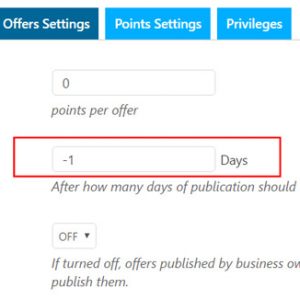 Offers Settings Points Settings Privileges
0
points per offer
-1 Days
After how many days of publication should
OFF
If turned off, offers published by business ow
publish them.